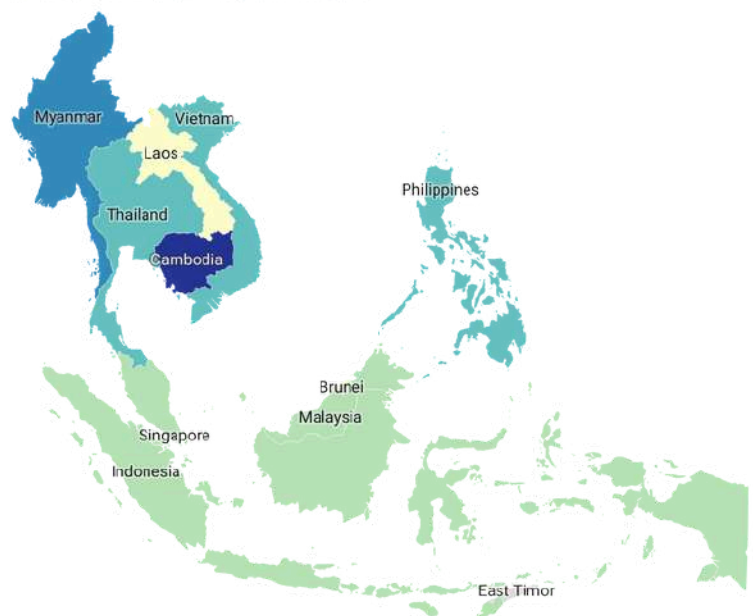 Myanmar
Vietnam
Laos
Philippines
Thailand
Cambodia
Brunei
Malaysia
Singapore
Indonesia
East Timor